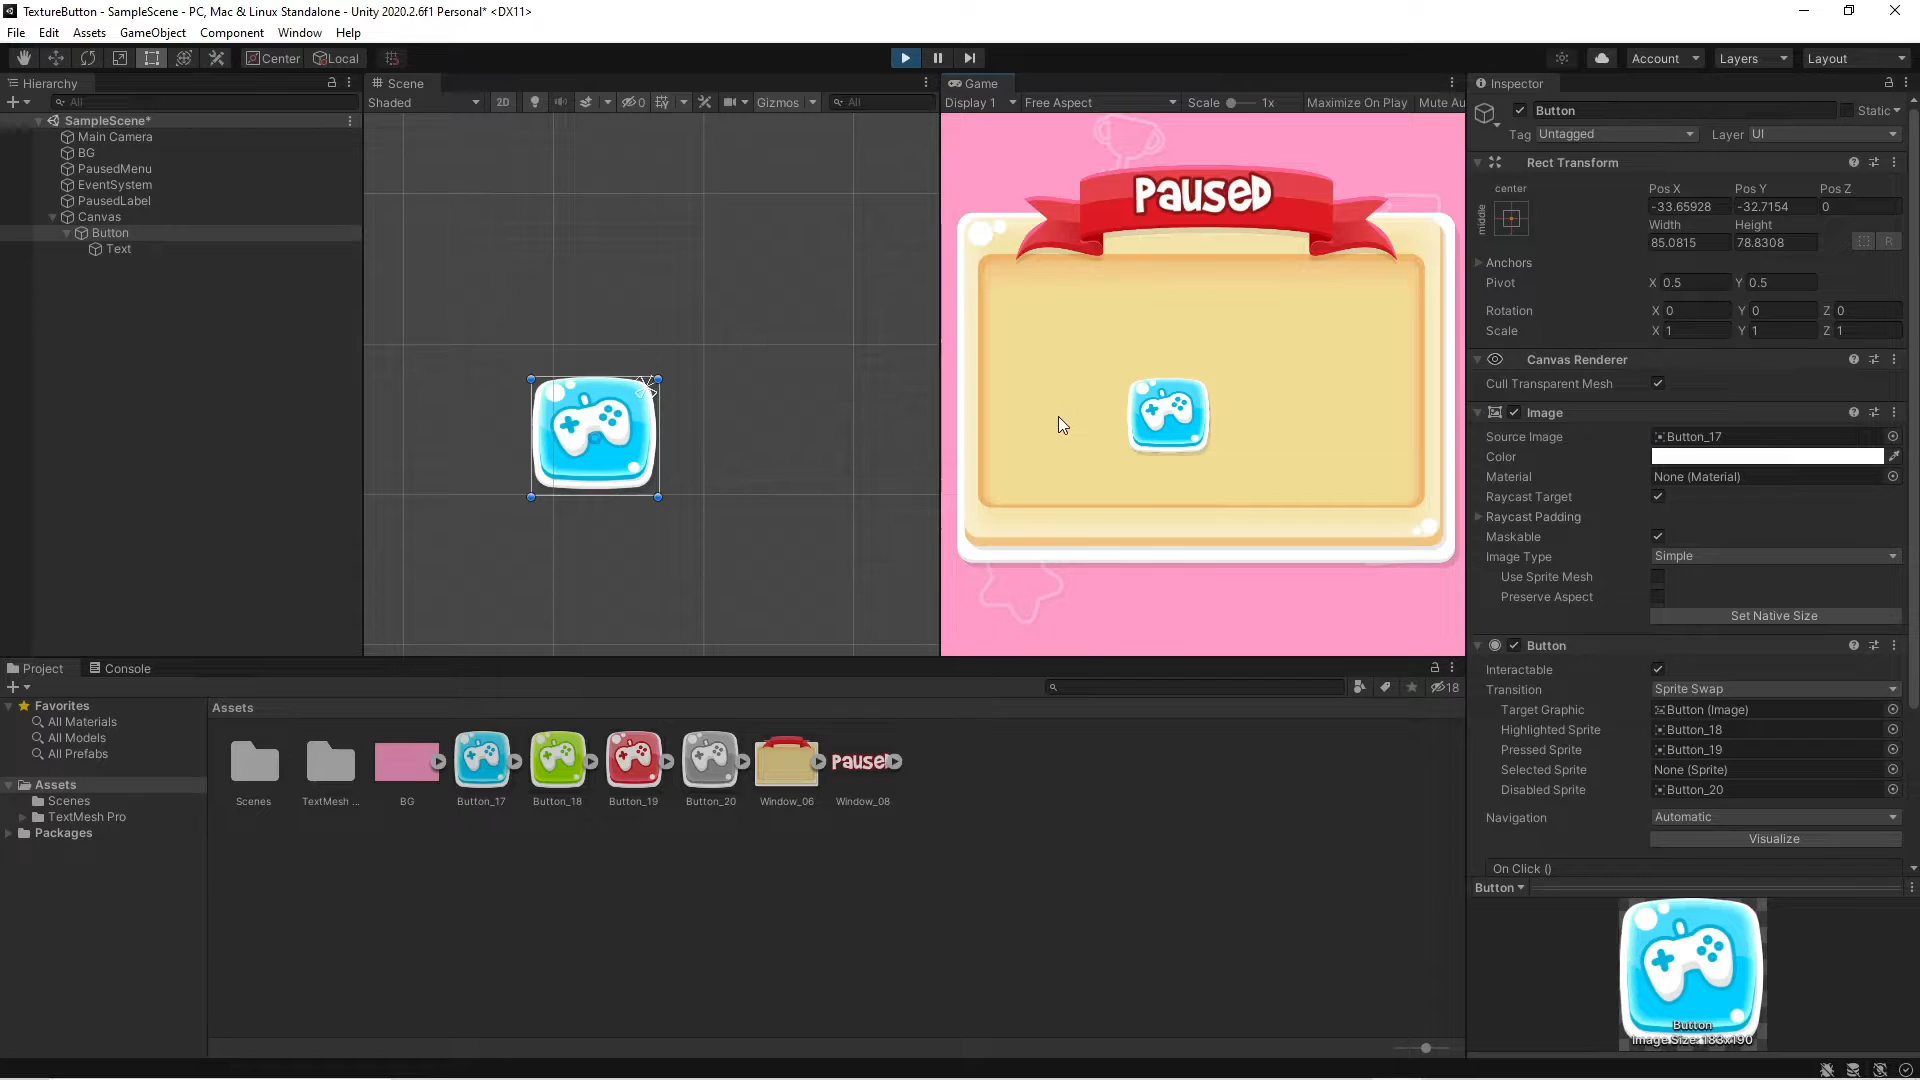 TextureButton - SampleScene - PC, Mac & Linux Standalone - Unity 2020.2.6f1 Personal* <DX11>
File Edit Assets GameObject Component Window Help
Center Local Account Layers Layout
Hierarchy
All
SampleScene*
Main Camera
BG
PausedMenu
EventSystem
PausedLabel
Canvas
Button
Text
Scene
Shaded 2D 0 Gizmos All
Game
Display 1 Free Aspect Scale 1x Maximize On Play Mute Au
PAUSED
Inspector
Button Static
Tag Untagged Layer UI
Rect Transform
center
middle
Pos X Pos Y Pos Z
-33.65928 -32.7154 0
Width Height
85.0815 78.8308
R
Anchors
Pivot X 0.5 Y 0.5
Rotation X 0 Y 0 Z 0
Scale X 1 Y 1 Z 1
Canvas Renderer
Cull Transparent Mesh
Image
Source Image Button_17
Color
Material None (Material)
Raycast Target
Raycast Padding
Maskable
Image Type Simple
Use Sprite Mesh
Preserve Aspect
Set Native Size
Button
Interactable
Transition Sprite Swap
Target Graphic Button (Image)
Highlighted Sprite Button_18
Pressed Sprite Button_19
Selected Sprite None (Sprite)
Disabled Sprite Button_20
Navigation Automatic
Visualize
On Click ()
Button
Button
Image Size: 183x190
Project Console
18
Favorites
All Materials
All Models
All Prefabs
Assets
Scenes
TextMesh Pro
Packages
Assets
PAUSED
Scenes TextMesh ... BG Button_17 Button_18 Button_19 Button_20 Window_06 Window_08